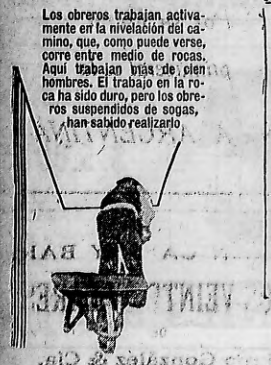 Los obreros trabajan activa-
mente en la nivelación del ca-
mino, que, como puede verse,
corre entre medio de rocas.
Aquí trabajan más de cien
hombres. El trabajo en la ro-
ca ha sido duro, pero los obre-
ros suspendidos de sogas,
han sabido realizarlo